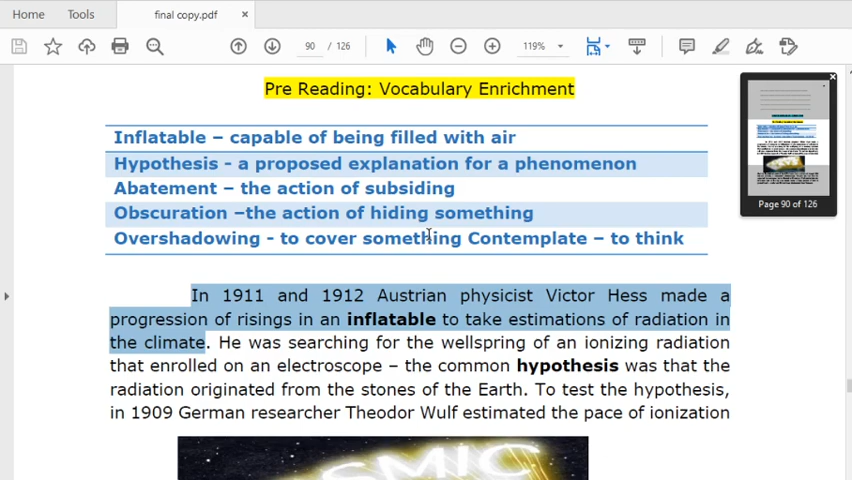 Home Tools final copy.pdf ×
90 / 126 119%
Pre Reading: Vocabulary Enrichment
Inflatable – capable of being filled with air
Hypothesis - a proposed explanation for a phenomenon
Abatement – the action of subsiding
Obscuration –the action of hiding something
Overshadowing - to cover something Contemplate – to think
Page 90 of 126
In 1911 and 1912 Austrian physicist Victor Hess made a
progression of risings in an inflatable to take estimations of radiation in
the climate. He was searching for the wellspring of an ionizing radiation
that enrolled on an electroscope – the common hypothesis was that the
radiation originated from the stones of the Earth. To test the hypothesis,
in 1909 German researcher Theodor Wulf estimated the pace of ionization
COSMIC